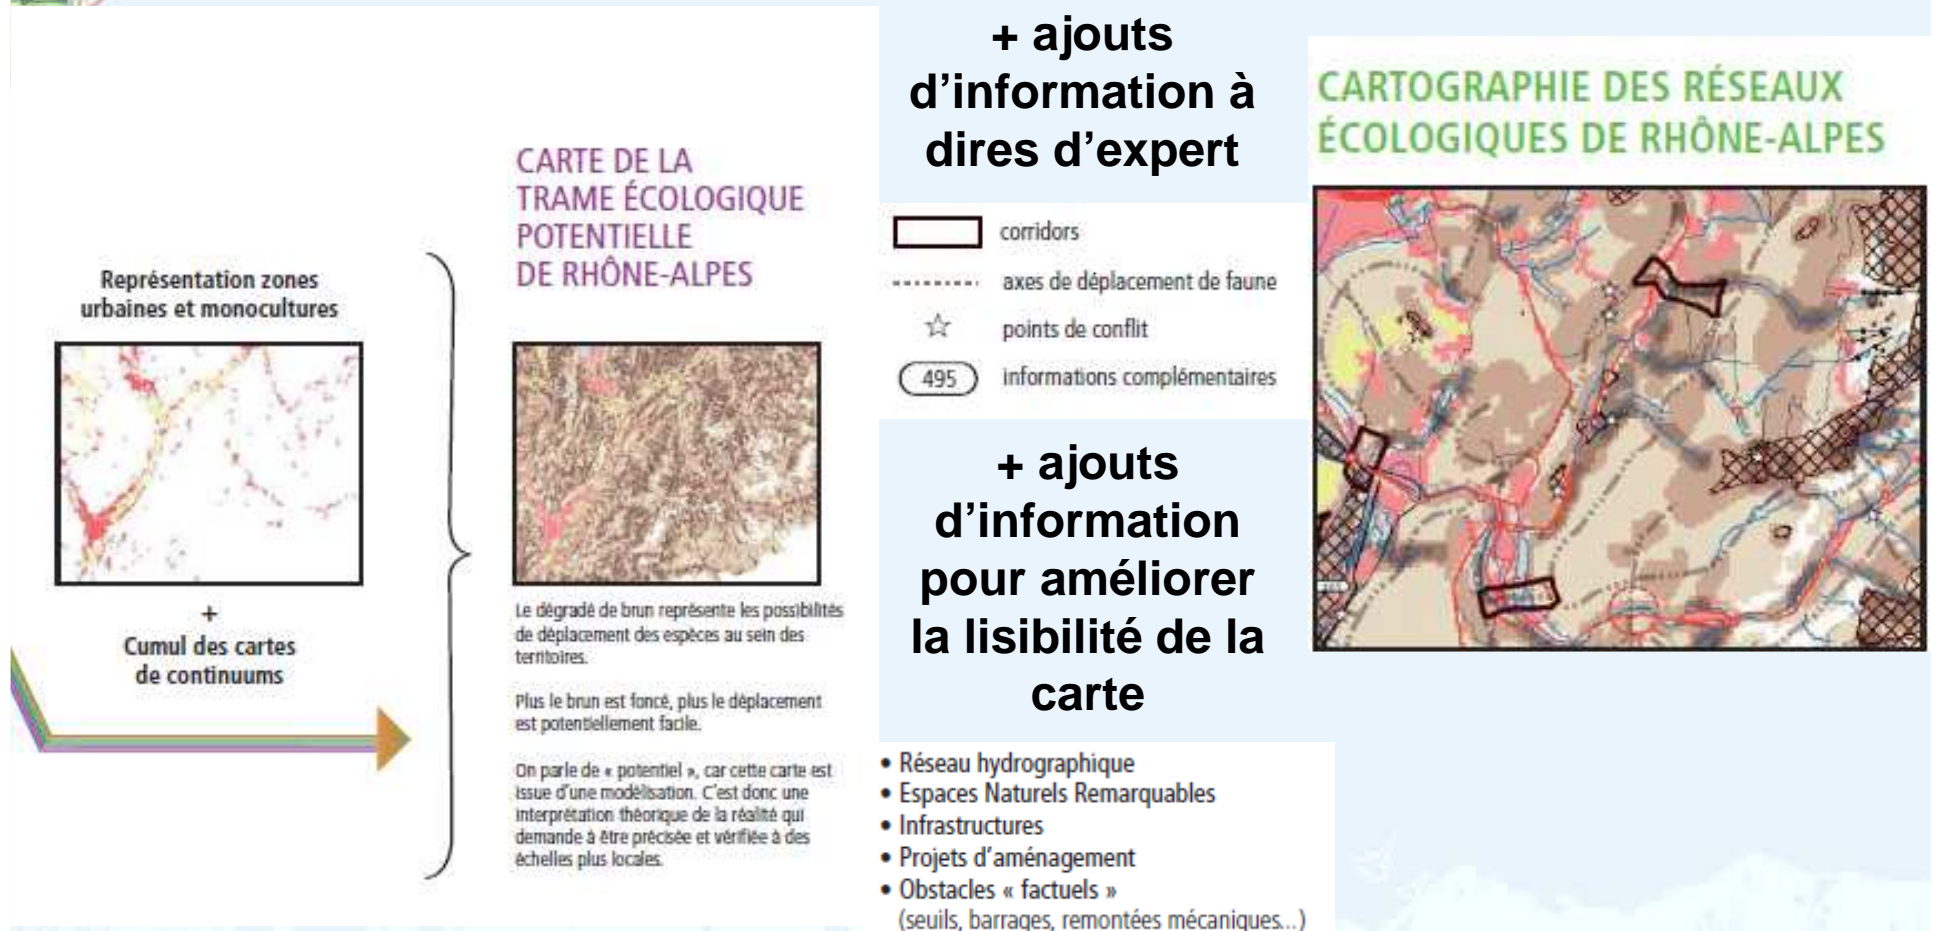 Représentation zones
urbaines et monocultures
+
Cumul des cartes
de continuums
CARTE DE LA
TRAME ÉCOLOGIQUE
POTENTIELLE
DE RHÔNE-ALPES
Le dégradé de brun représente les possibilités
de déplacement des espèces au sein des
territoires.
Plus le brun est foncé, plus le déplacement
est potentiellement facile.
On parle de « potentiel », car cette carte est
issue d'une modélisation. C'est donc une
interprétation théorique de la réalité qui
demande à être précisée et vérifiée à des
échelles plus locales.
+ ajouts
d’information à
dires d’expert
corridors
axes de déplacement de faune
points de conflit
495 informations complémentaires
+ ajouts
d’information
pour améliorer
la lisibilité de la
carte
• Réseau hydrographique
• Espaces Naturels Remarquables
• Infrastructures
• Projets d'aménagement
• Obstacles « factuels »
(seuils, barrages, remontées mécaniques...)
CARTOGRAPHIE DES RÉSEAUX
ÉCOLOGIQUES DE RHÔNE-ALPES